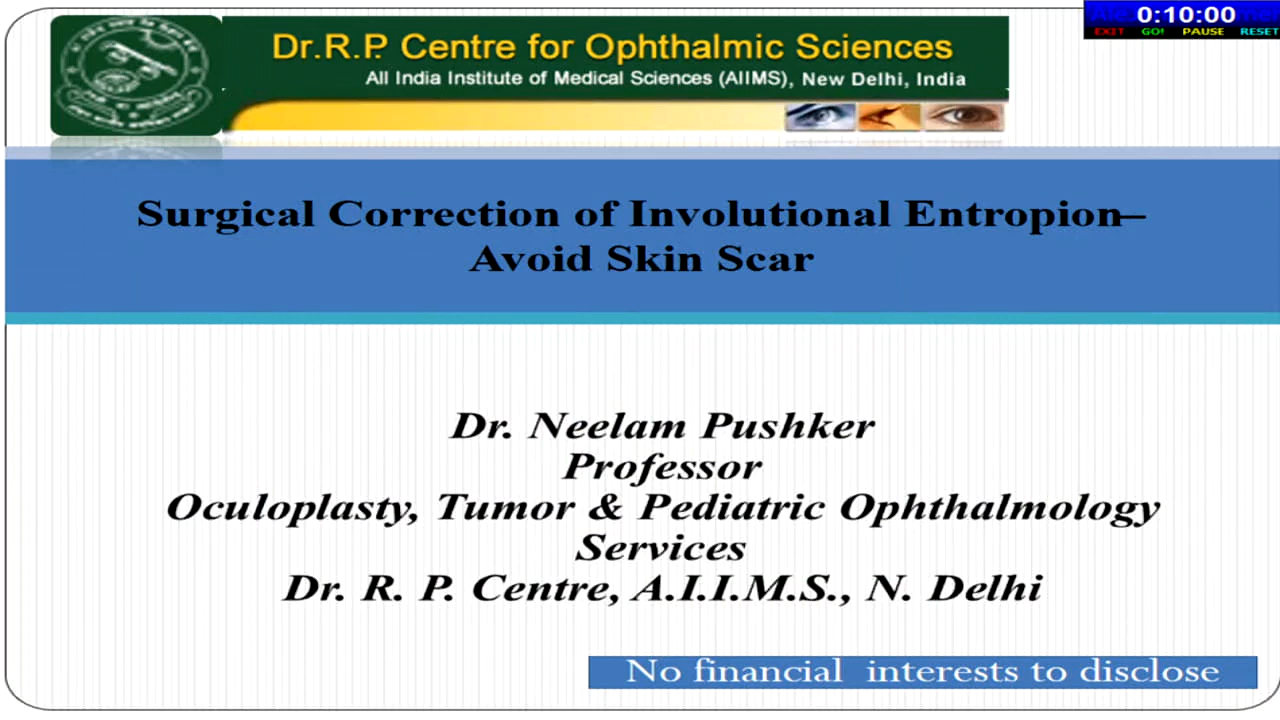 0:10:00
EXIT GO! PAUSE RESET
Dr.R.P. Centre for Ophthalmic Sciences
All India Institute of Medical Sciences (AIIMS), New Delhi, India
Surgical Correction of Involutional Entropion–
Avoid Skin Scar
Dr. Neelam Pushker
Professor
Oculoplasty, Tumor & Pediatric Ophthalmology
Services
Dr. R. P. Centre, A.I.I.M.S., N. Delhi
No financial interests to disclose